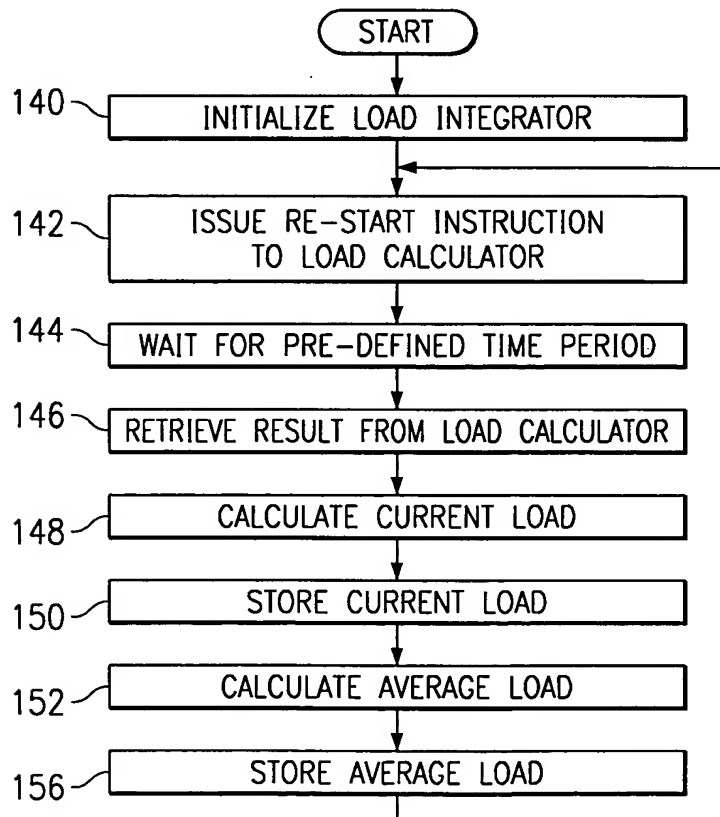 START
140
INITIALIZE LOAD INTEGRATOR
142
ISSUE RE-START INSTRUCTION
TO LOAD CALCULATOR
144
WAIT FOR PRE-DEFINED TIME PERIOD
146
RETRIEVE RESULT FROM LOAD CALCULATOR
148
CALCULATE CURRENT LOAD
150
STORE CURRENT LOAD
152
CALCULATE AVERAGE LOAD
156
STORE AVERAGE LOAD